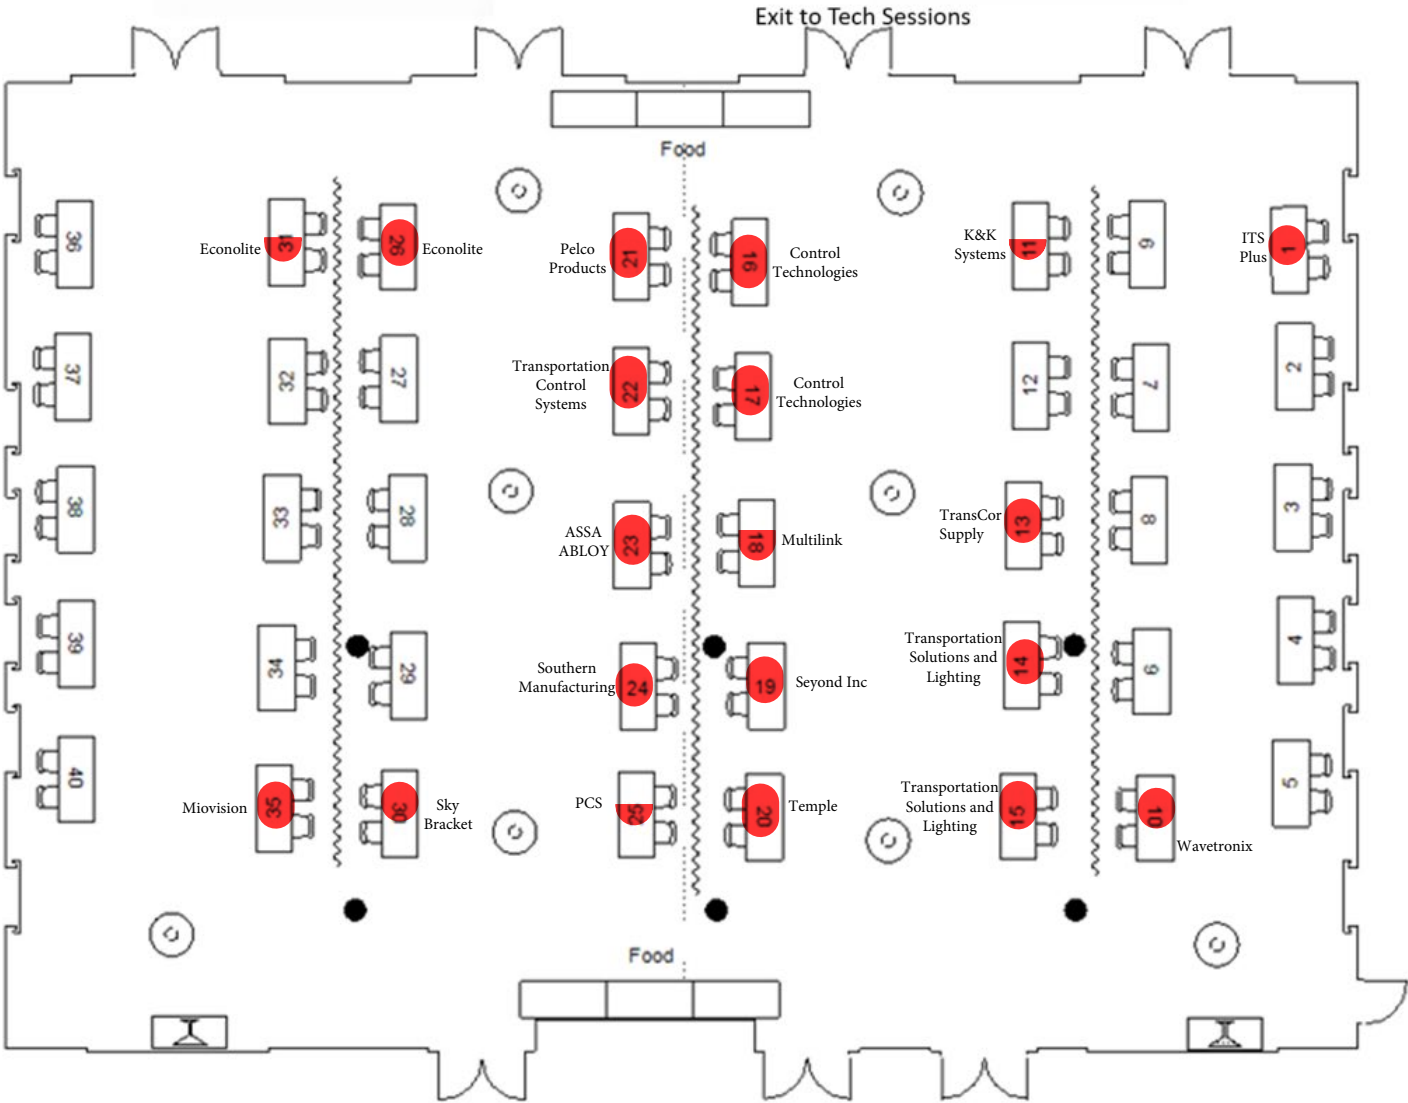 Exit to Tech Sessions
Food
36
Econolite
31
26
Econolite
Pelco
Products
21
16
Control
Technologies
K&K
Systems
11
6
ITS
Plus
1
37
32
27
Transportation
Control
Systems
22
17
Control
Technologies
12
7
2
38
33
28
ASSA
ABLOY
23
18
Multilink
TransCor
Supply
13
8
3
39
34
29
Southern
Manufacturing
24
19
Seyond Inc
Transportation
Solutions and
Lighting
14
9
4
40
Miovision
35
30
Sky
Bracket
PCS
25
20
Temple
Transportation
Solutions and
Lighting
15
10
Wavetronix
5
Food